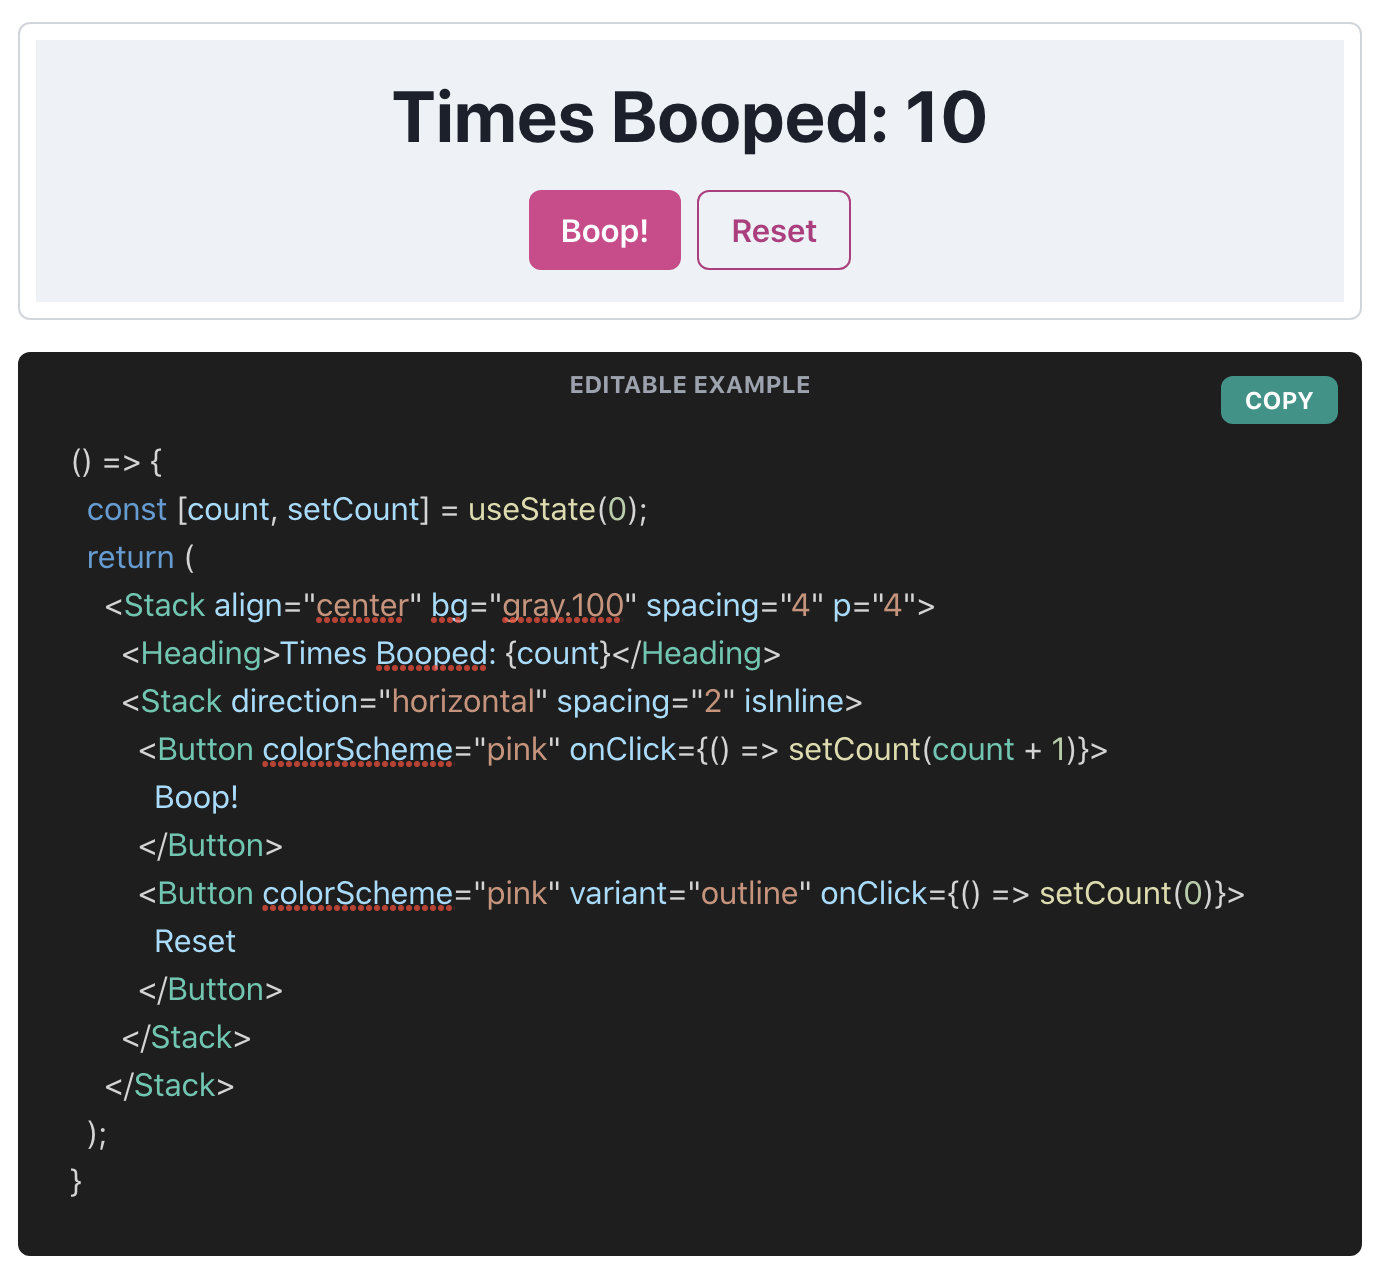 Times Booped: 10
Boop! Reset
EDITABLE EXAMPLE
COPY
() => {
  const [count, setCount] = useState(0);
  return (
    <Stack align="center" bg="gray.100" spacing="4" p="4">
      <Heading>Times Booped: {count}</Heading>
      <Stack direction="horizontal" spacing="2" isInline>
        <Button colorScheme="pink" onClick={() => setCount(count + 1)}>
          Boop!
        </Button>
        <Button colorScheme="pink" variant="outline" onClick={() => setCount(0)}>
          Reset
        </Button>
      </Stack>
    </Stack>
  );
}